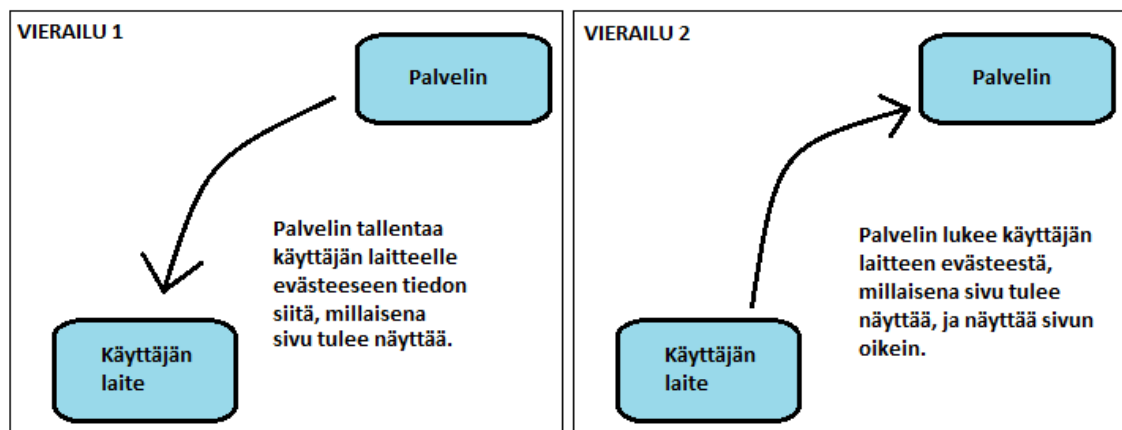 VIERAILU 1
Palvelin
Palvelin tallentaa
käyttäjän laitteelle
evästeeseen tiedon
siitä, millaisena
sivu tulee näyttää.
Käyttäjän
laite
VIERAILU 2
Palvelin
Palvelin lukee käyttäjän
laitteen evästeestä,
millaisena sivu tulee
näyttää, ja näyttää sivun
oikein.
Käyttäjän
laite